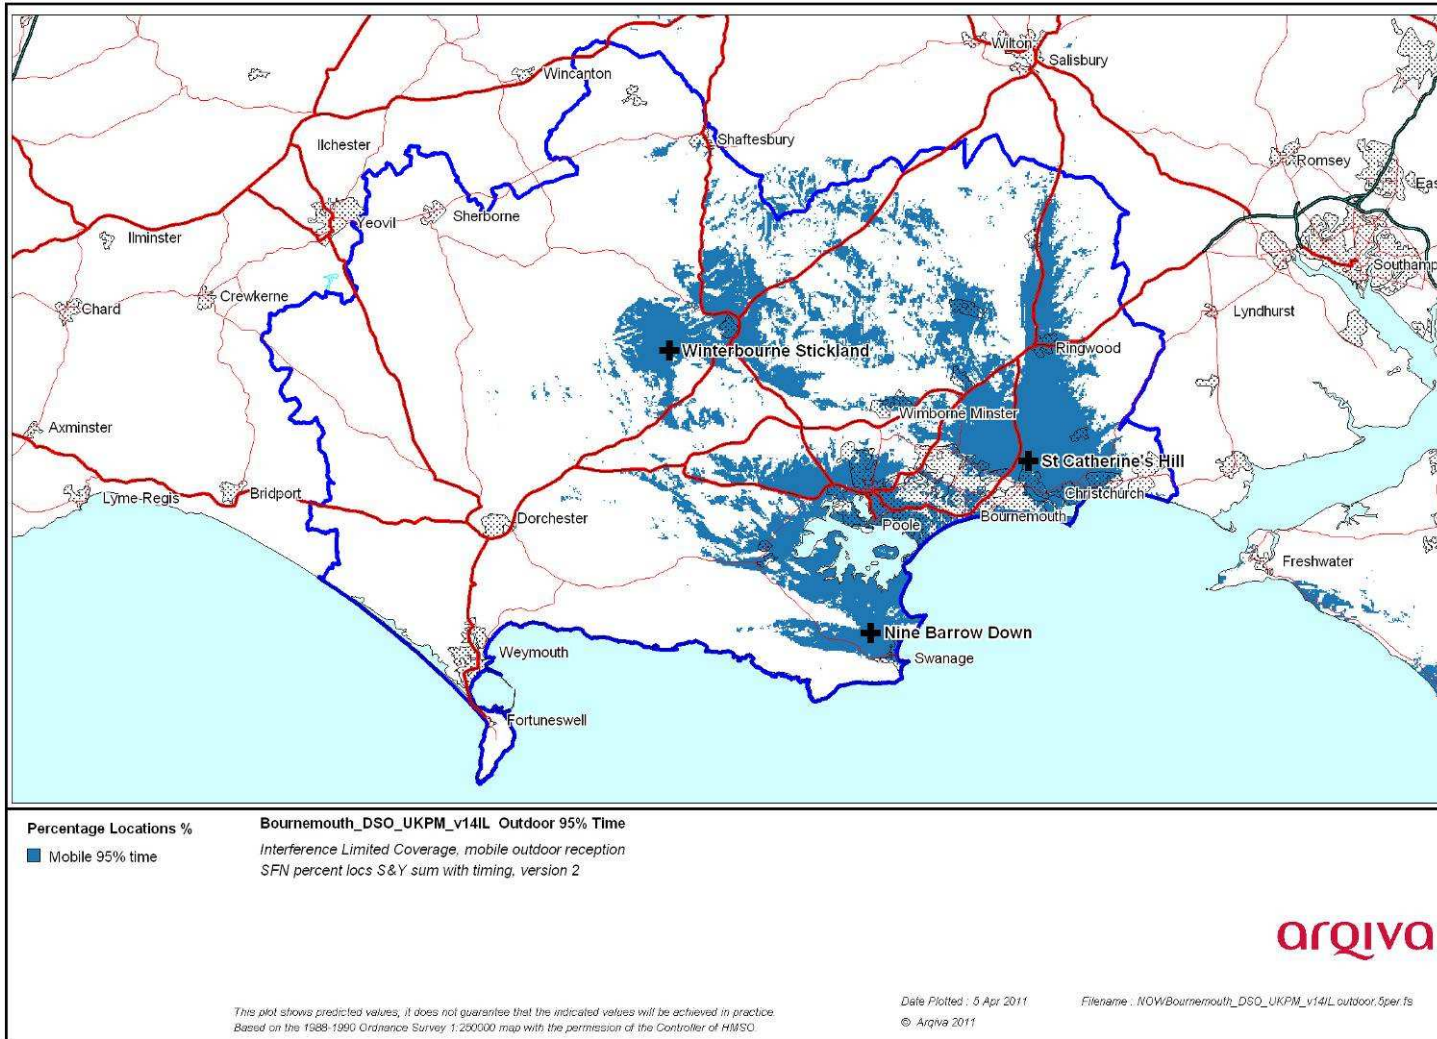 Wilton
Salisbury
Wincanton
Shaftesbury
Ilchester
Romsey
Eas
Yeovil
Sherborne
Ilminster
Southamp
Chard
Crewkerne
Lyndhurst
Winterbourne Stickland
Ringwood
Wimborne Minster
Axminster
St Catherine's Hill
Lyme-Regis
Bridport
Christchurch
Dorchester
Poole
Bournemouth
Freshwater
Nine Barrow Down
Weymouth
Swanage
Fortuneswell
Percentage Locations %
Mobile 95% time
Bournemouth_DSO_UKPM_v14IL Outdoor 95% Time
Interference Limited Coverage, mobile outdoor reception
SFN percent locs S&Y sum with timing, version 2
arqiva
This plot shows predicted values; it does not guarantee that the indicated values will be achieved in practice.
Based on the 1988-1990 Ordnance Survey 1:250000 map with the permission of the Controller of HMSO.
Date Plotted : 5 Apr 2011
© Arqiva 2011
Filename : NOWBournemouth_DSO_UKPM_v14IL.outdoor.5per.fs